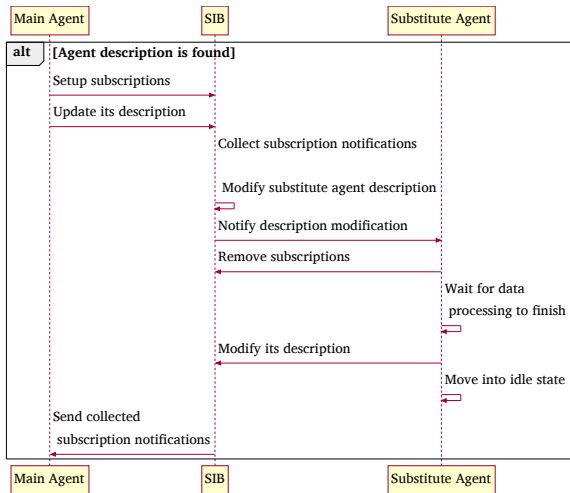 Main Agent
SIB
Substitute Agent
alt [Agent description is found]
Setup subscriptions
Update its description
Collect subscription notifications
Modify substitute agent description
Notify description modification
Remove subscriptions
Wait for data
processing to finish
Modify its description
Move into idle state
Send collected
subscription notifications
Main Agent
SIB
Substitute Agent